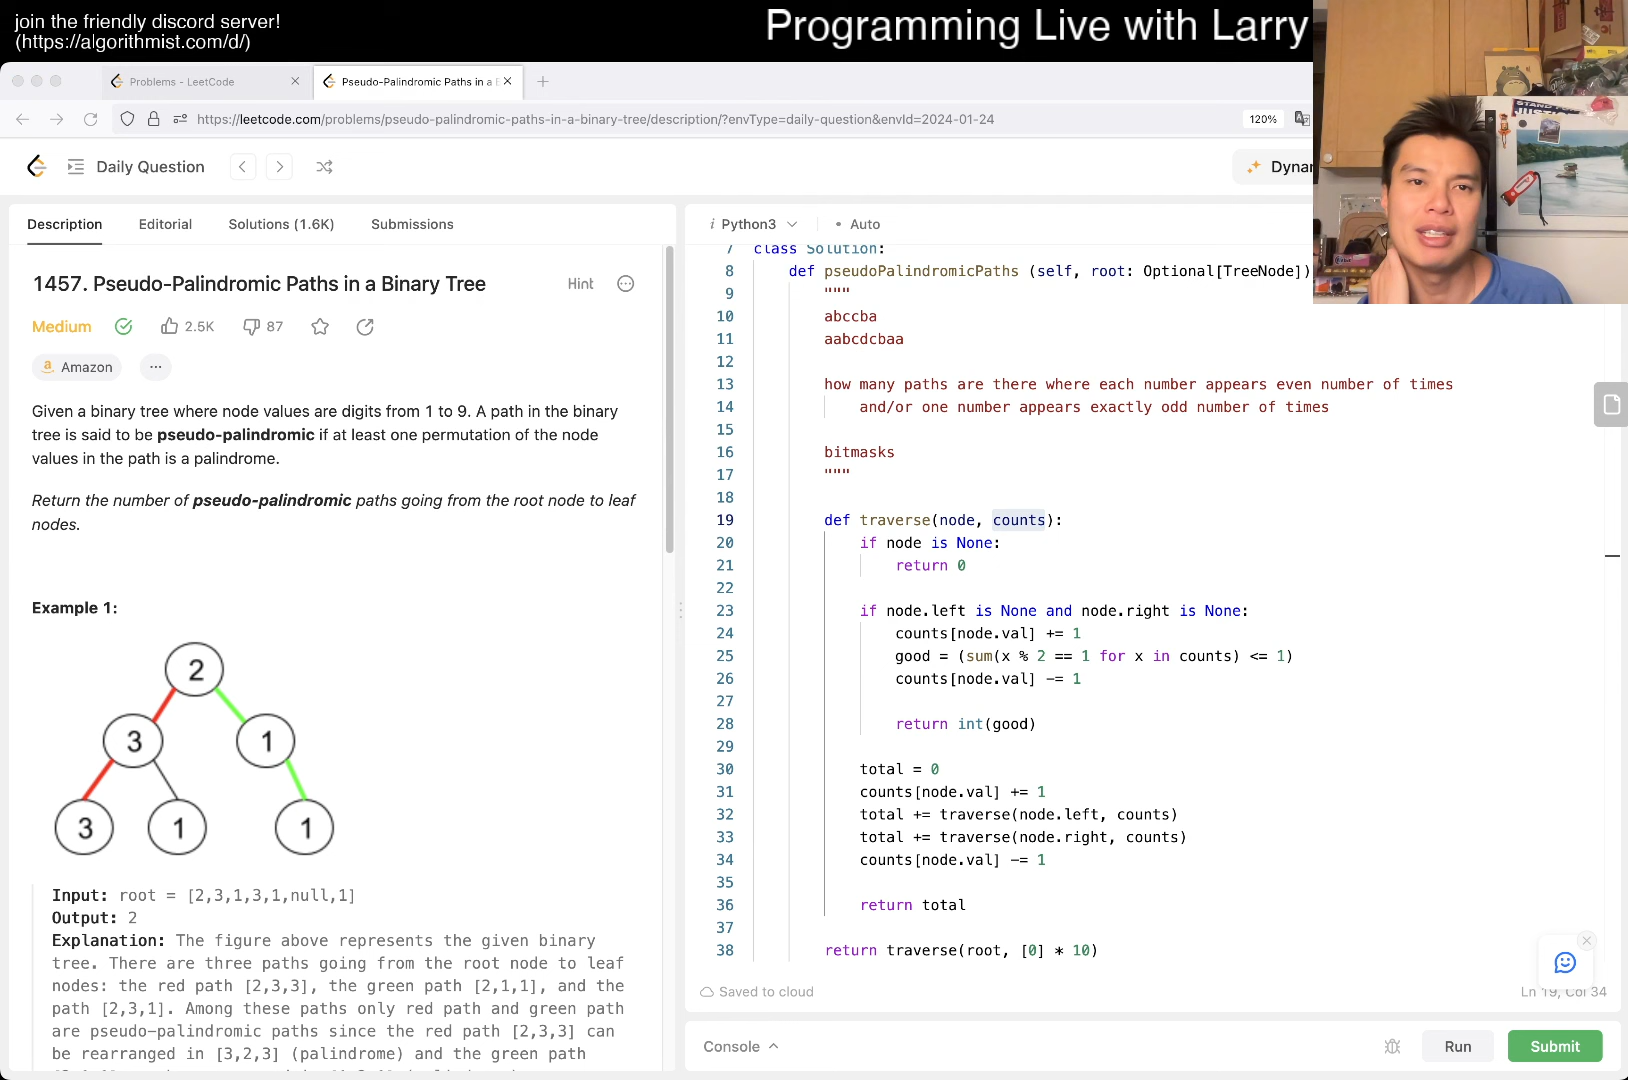 join the friendly discord server!
(https://algorithmist.com/d/)
Programming Live with Larry
Problems - LeetCode
Pseudo-Palindromic Paths in a
https://leetcode.com/problems/pseudo-palindromic-paths-in-a-binary-tree/description/?envType=daily-question&envId=2024-01-24
120%
Daily Question
Dynar
Description
Editorial
Solutions (1.6K)
Submissions
1457. Pseudo-Palindromic Paths in a Binary Tree
Hint
Medium
2.5K
87
Amazon
Given a binary tree where node values are digits from 1 to 9. A path in the binary
tree is said to be pseudo-palindromic if at least one permutation of the node
values in the path is a palindrome.
Return the number of pseudo-palindromic paths going from the root node to leaf
nodes.
Example 1:
2
3
1
3
1
1
Input: root = [2,3,1,3,1,null,1]
Output: 2
Explanation: The figure above represents the given binary
tree. There are three paths going from the root node to leaf
nodes: the red path [2,3,3], the green path [2,1,1], and the
path [2,3,1]. Among these paths only red path and green path
are pseudo-palindromic paths since the red path [2,3,3] can
be rearranged in [3,2,3] (palindrome) and the green path
i Python3
• Auto
7 class Solution:
8 def pseudoPalindromicPaths (self, root: Optional[TreeNode])
9 """
10 abccba
11 aabcdcbaa
12
13 how many paths are there where each number appears even number of times
14 and/or one number appears exactly odd number of times
15
16 bitmasks
17 """
18
19 def traverse(node, counts):
20 if node is None:
21 return 0
22
23 if node.left is None and node.right is None:
24 counts[node.val] += 1
25 good = (sum(x % 2 == 1 for x in counts) <= 1)
26 counts[node.val] -= 1
27
28 return int(good)
29
30 total = 0
31 counts[node.val] += 1
32 total += traverse(node.left, counts)
33 total += traverse(node.right, counts)
34 counts[node.val] -= 1
35
36 return total
37
38 return traverse(root, [0] * 10)
Saved to cloud
Ln 19, Col 34
Console
Run
Submit